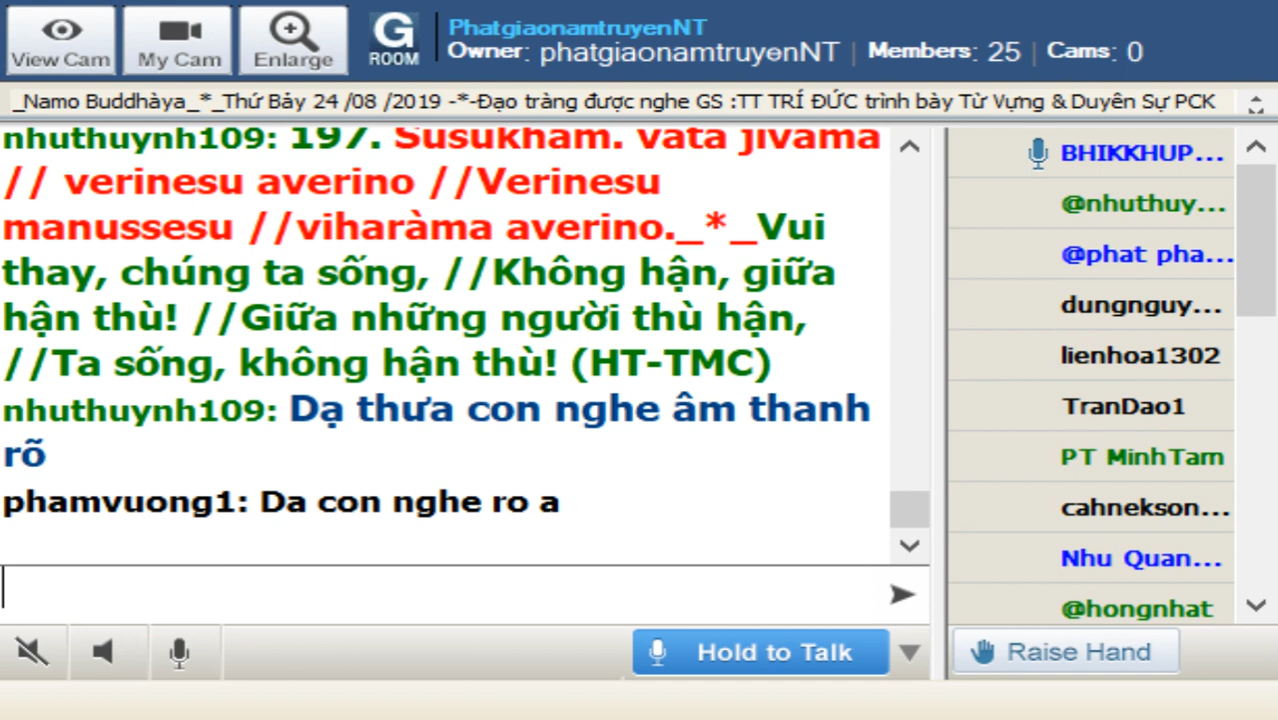 View Cam
My Cam
Enlarge
G
ROOM
PhatgiaonamtruyenNT
Owner: phatgiaonamtruyenNT | Members: 25 | Cams: 0
_Namo Buddhàya_*_Thứ Bảy 24 /08 /2019 -*-Đạo tràng được nghe GS :TT TRÍ ĐỨC trình bày Từ Vựng & Duyên Sự PCK
nhuthuynh109: 197. Susukham. vata jivama
// verinesu averino //Verinesu
manussesu //viharàma averino._*_Vui
thay, chúng ta sống, //Không hận, giữa
hận thù! //Giữa những người thù hận,
//Ta sống, không hận thù! (HT-TMC)
nhuthuynh109: Dạ thưa con nghe âm thanh
rõ
phamvuong1: Da con nghe ro a
BHIKKHUP...
@nhuthuy...
@phat pha...
dungnguy...
lienhoa1302
TranDao1
PT MinhTam
cahnekson...
Nhu Quan...
@hongnhat
Hold to Talk
Raise Hand